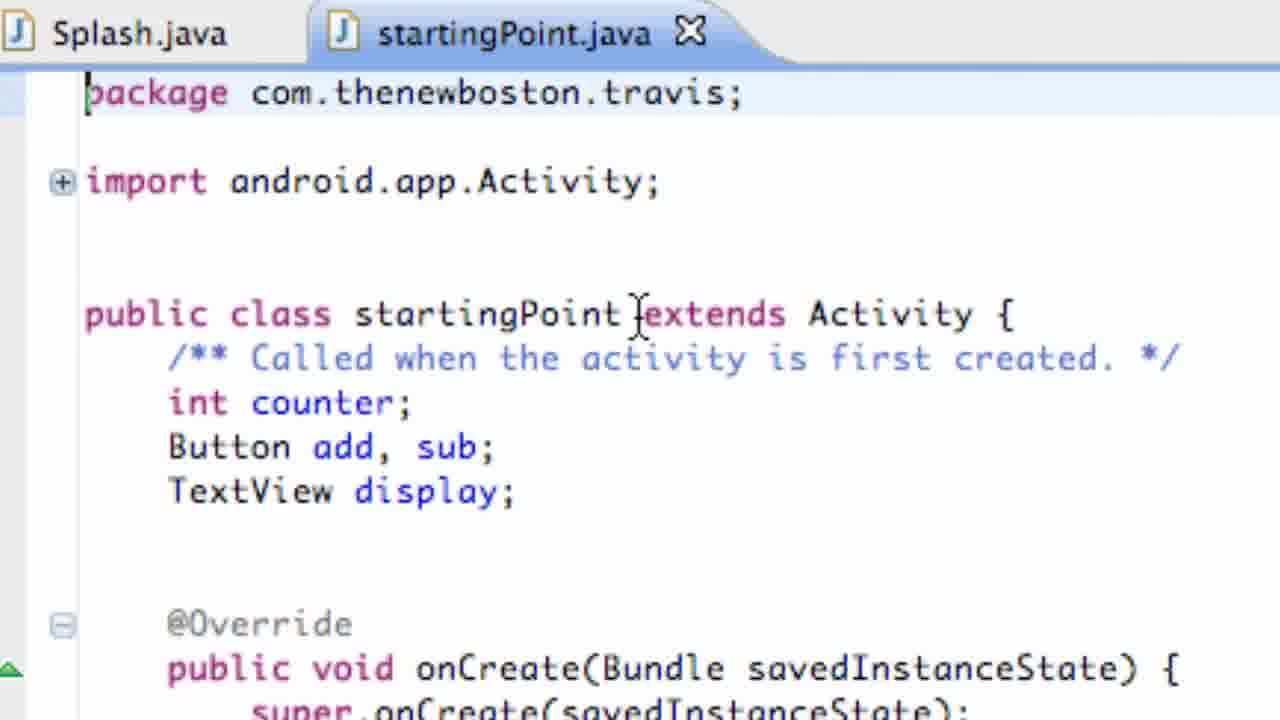 Splash.java startingPoint.java
package com.thenewboston.travis;
import android.app.Activity;
public class startingPoint extends Activity {
/** Called when the activity is first created. */
int counter;
Button add, sub;
TextView display;
@Override
public void onCreate(Bundle savedInstanceState) {
super.onCreate(savedInstanceState);